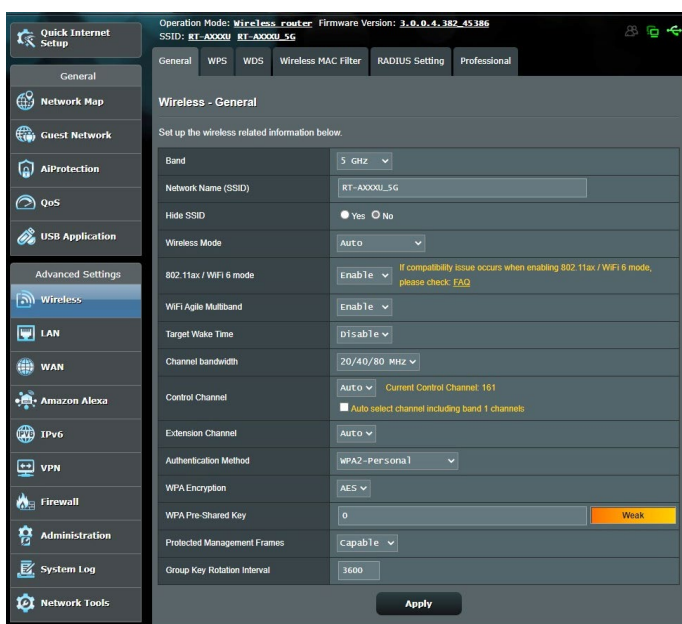 Quick Internet
Setup
Operation Mode: Wireless router Firmware Version: 3.0.0.4.382_45386
SSID: RT-AXXXU RT-AXXXU_5G
General WPS WDS Wireless MAC Filter RADIUS Setting Professional
General
Network Map
Guest Network
AiProtection
QoS
USB Application
Advanced Settings
Wireless
LAN
WAN
Amazon Alexa
IPv6
VPN
Firewall
Administration
System Log
Network Tools
Wireless - General
Set up the wireless related information below.
Band 5 GHz
Network Name (SSID) RT-AXXXU_5G
Hide SSID Yes No
Wireless Mode Auto
802.11ax / WiFi 6 mode Enable If compatibility issue occurs when enabling 802.11ax / WiFi 6 mode,
please check: FAQ
WiFi Agile Multiband Enable
Target Wake Time Disable
Channel bandwidth 20/40/80 MHz
Control Channel Auto Current Control Channel: 161
Auto select channel including band 1 channels
Extension Channel Auto
Authentication Method WPA2-Personal
WPA Encryption AES
WPA Pre-Shared Key 0 Weak
Protected Management Frames Capable
Group Key Rotation Interval 3600
Apply